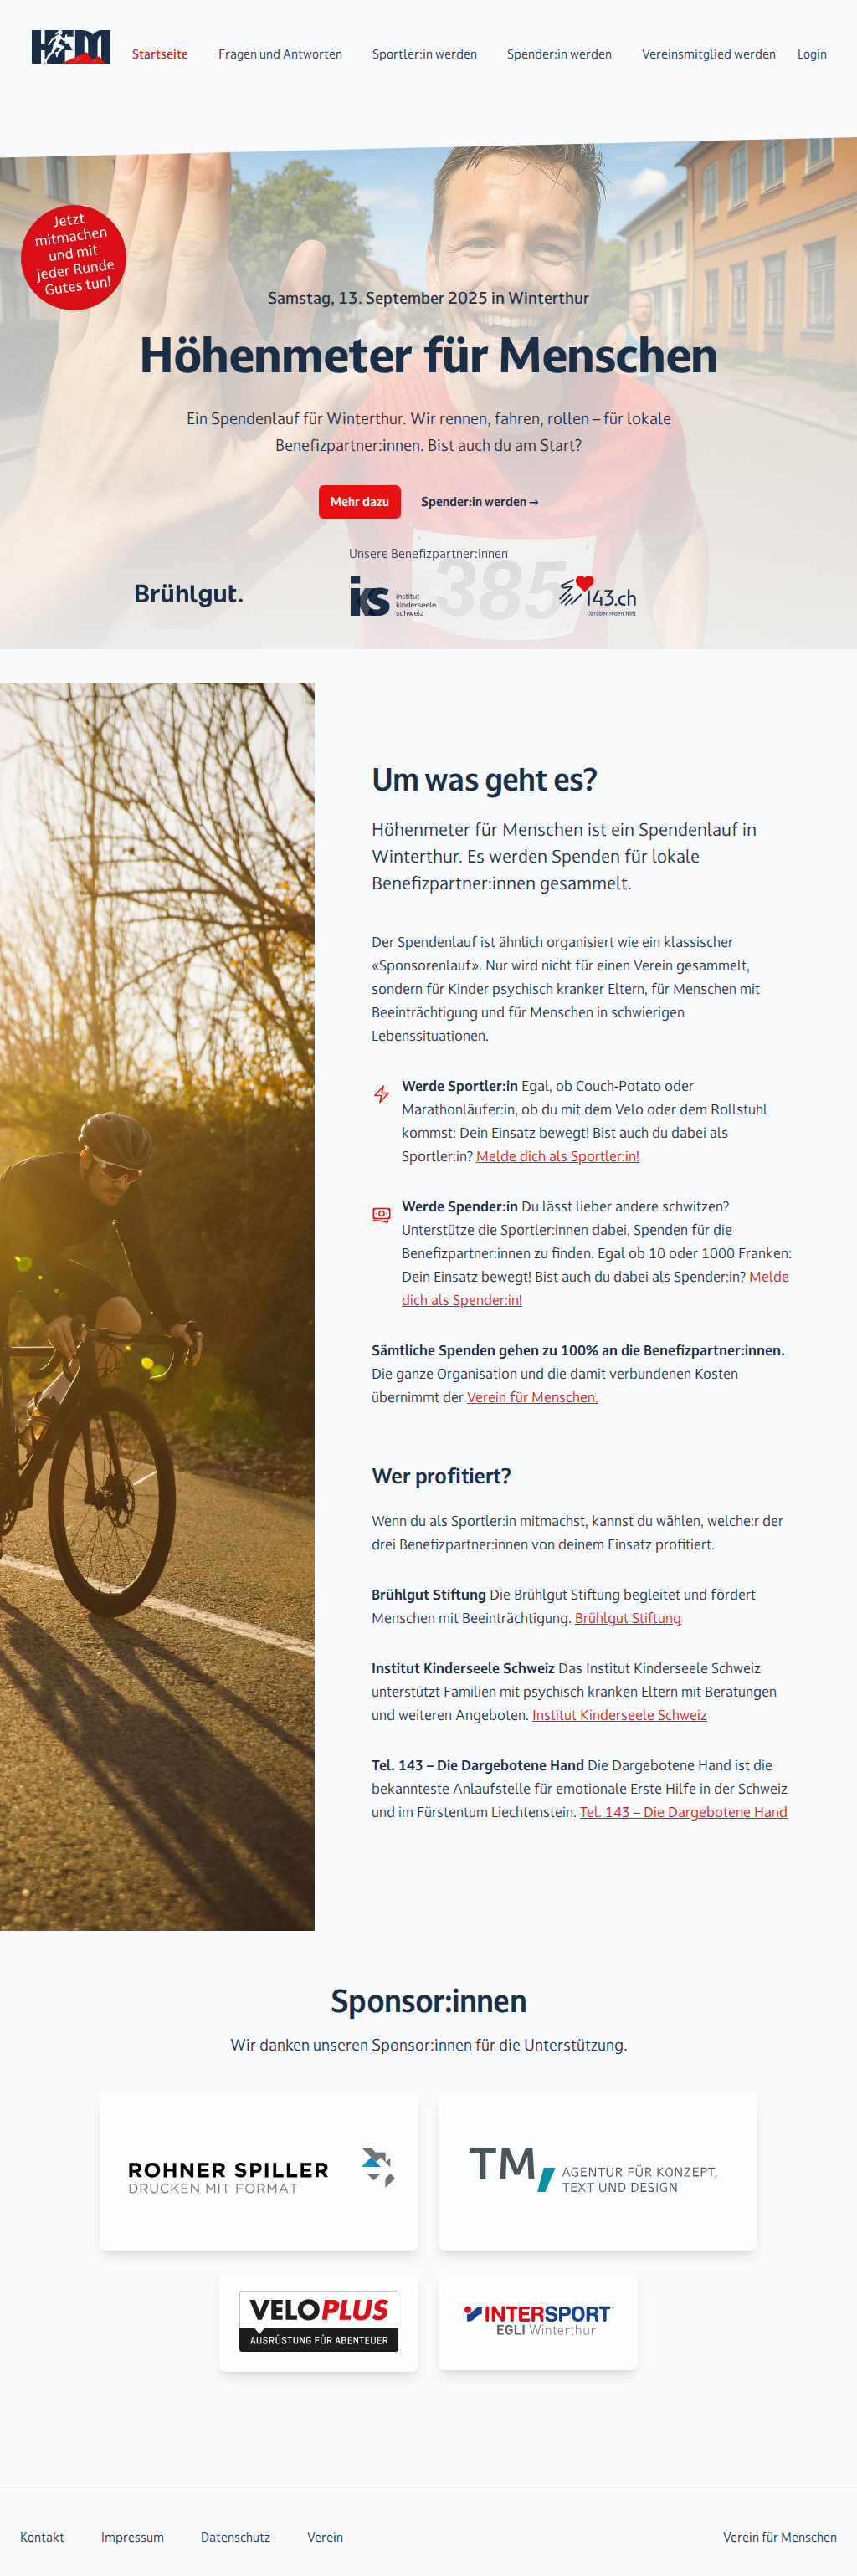 HFM
Startseite
Fragen und Antworten
Sportler:in werden
Spender:in werden
Vereinsmitglied werden
Login
Jetzt
mitmachen
und mit
jeder Runde
Gutes tun!
Samstag, 13. September 2025 in Winterthur
Höhenmeter für Menschen
Ein Spendenlauf für Winterthur. Wir rennen, fahren, rollen – für lokale
Benefizpartner:innen. Bist auch du am Start?
Mehr dazu
Spender:in werden →
Unsere Benefizpartner:innen
385
Brühlgut.
iks
institut
kinderseele
schweiz
143.ch
Darüber reden hilft
Um was geht es?
Höhenmeter für Menschen ist ein Spendenlauf in
Winterthur. Es werden Spenden für lokale
Benefizpartner:innen gesammelt.
Der Spendenlauf ist ähnlich organisiert wie ein klassischer
«Sponsorenlauf». Nur wird nicht für einen Verein gesammelt,
sondern für Kinder psychisch kranker Eltern, für Menschen mit
Beeinträchtigung und für Menschen in schwierigen
Lebenssituationen.
Werde Sportler:in Egal, ob Couch-Potato oder
Marathonläufer:in, ob du mit dem Velo oder dem Rollstuhl
kommst: Dein Einsatz bewegt! Bist auch du dabei als
Sportler:in? Melde dich als Sportler:in!
Werde Spender:in Du lässt lieber andere schwitzen?
Unterstütze die Sportler:innen dabei, Spenden für die
Benefizpartner:innen zu finden. Egal ob 10 oder 1000 Franken:
Dein Einsatz bewegt! Bist auch du dabei als Spender:in? Melde
dich als Spender:in!
Sämtliche Spenden gehen zu 100% an die Benefizpartner:innen.
Die ganze Organisation und die damit verbundenen Kosten
übernimmt der Verein für Menschen.
Wer profitiert?
Wenn du als Sportler:in mitmachst, kannst du wählen, welche:r der
drei Benefizpartner:innen von deinem Einsatz profitiert.
Brühlgut Stiftung Die Brühlgut Stiftung begleitet und fördert
Menschen mit Beeinträchtigung. Brühlgut Stiftung
Institut Kinderseele Schweiz Das Institut Kinderseele Schweiz
unterstützt Familien mit psychisch kranken Eltern mit Beratungen
und weiteren Angeboten. Institut Kinderseele Schweiz
Tel. 143 – Die Dargebotene Hand Die Dargebotene Hand ist die
bekannteste Anlaufstelle für emotionale Erste Hilfe in der Schweiz
und im Fürstentum Liechtenstein. Tel. 143 – Die Dargebotene Hand
Sponsor:innen
Wir danken unseren Sponsor:innen für die Unterstützung.
ROHNER SPILLER
DRUCKEN MIT FORMAT
TM,
AGENTUR FÜR KONZEPT,
TEXT UND DESIGN
VELOPLUS
AUSRÜSTUNG FÜR ABENTEUER
INTERSPORT
EGLI Winterthur
Kontakt
Impressum
Datenschutz
Verein
Verein für Menschen